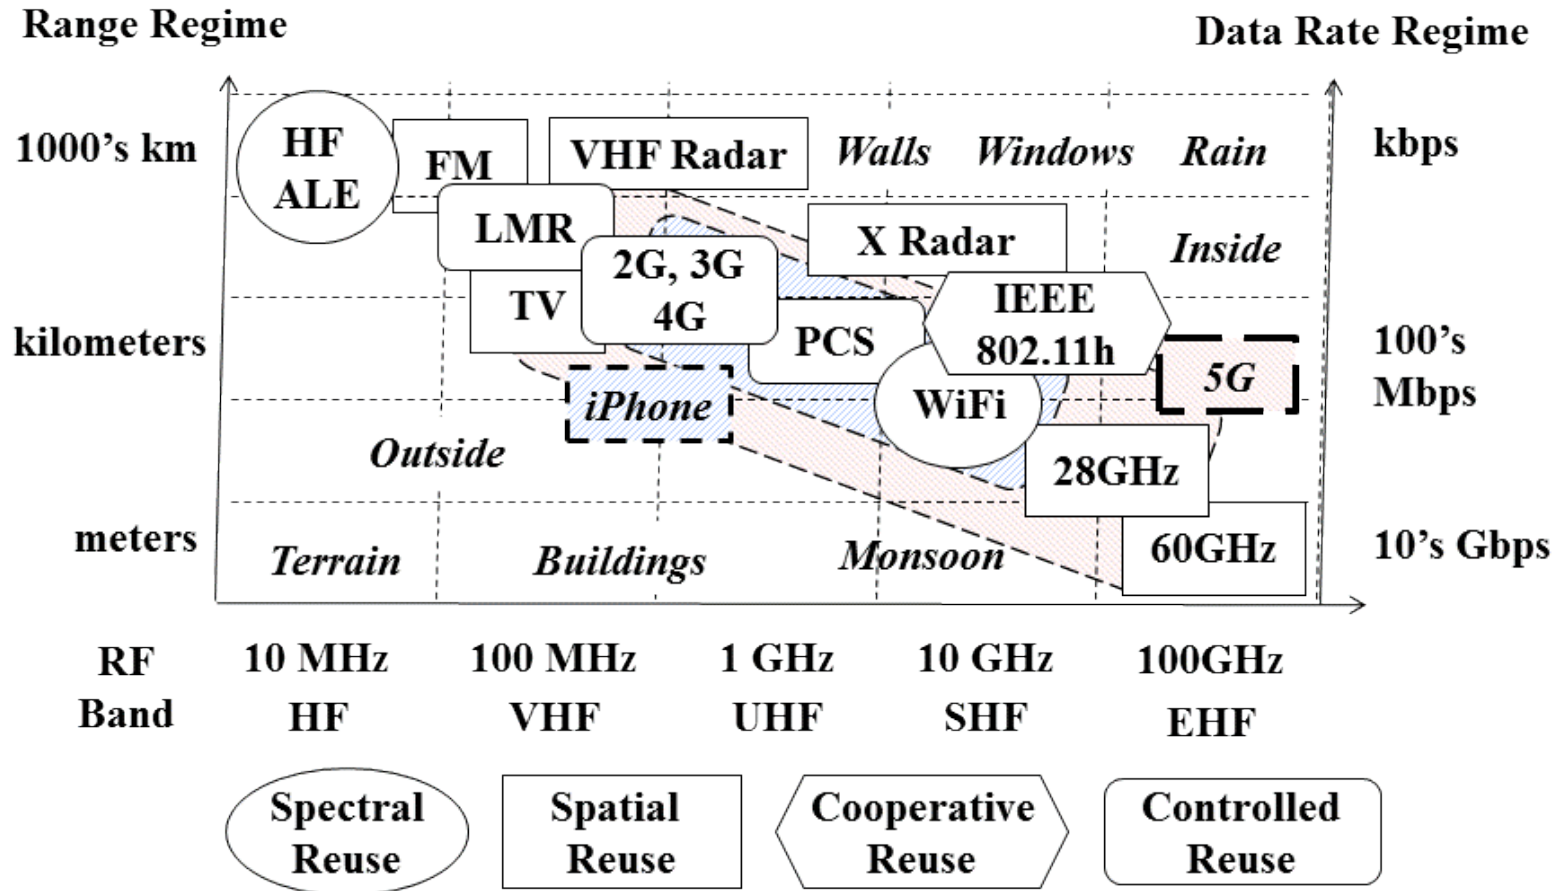 Range Regime
Data Rate Regime
1000’s km
HF
ALE
FM
VHF Radar
Walls
Windows
Rain
kbps
LMR
X Radar
Inside
2G, 3G
4G
TV
IEEE
802.11h
kilometers
PCS
100’s
Mbps
5G
iPhone
WiFi
Outside
28GHz
meters
Terrain
Buildings
Monsoon
60GHz
10’s Gbps
RF
Band
10 MHz
HF
100 MHz
VHF
1 GHz
UHF
10 GHz
SHF
100GHz
EHF
Spectral
Reuse
Spatial
Reuse
Cooperative
Reuse
Controlled
Reuse